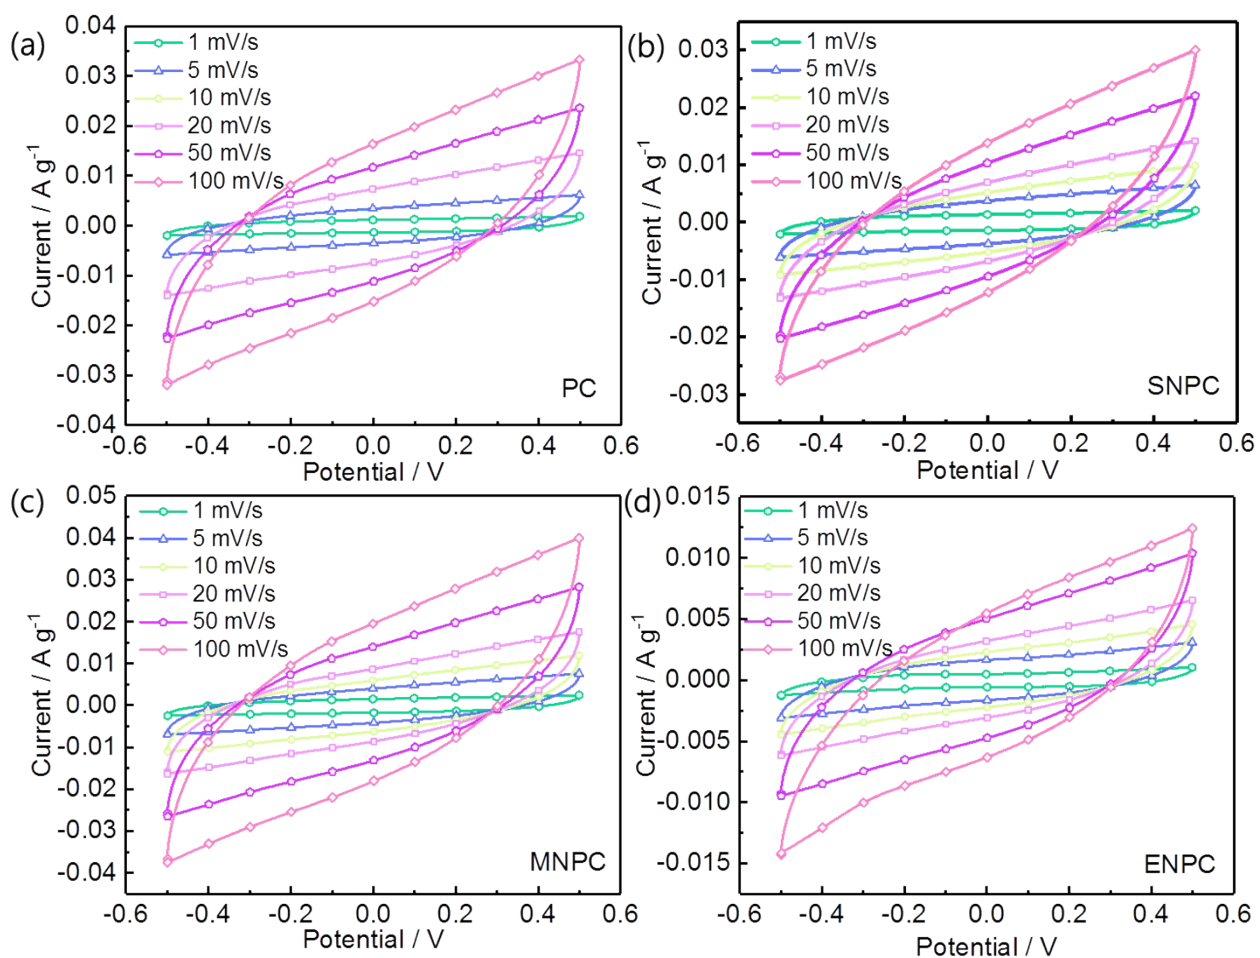 (a)
0.04
0.03
0.02
0.01
0.00
-0.01
-0.02
-0.03
-0.04
Current / A g⁻¹
1 mV/s
5 mV/s
10 mV/s
20 mV/s
50 mV/s
100 mV/s
PC
-0.6 -0.4 -0.2 0.0 0.2 0.4 0.6
Potential / V
(b)
0.03
0.02
0.01
0.00
-0.01
-0.02
-0.03
Current / A g⁻¹
1 mV/s
5 mV/s
10 mV/s
20 mV/s
50 mV/s
100 mV/s
SNPC
-0.6 -0.4 -0.2 0.0 0.2 0.4 0.6
Potential / V
(c)
0.05
0.04
0.03
0.02
0.01
0.00
-0.01
-0.02
-0.03
-0.04
Current / A g⁻¹
1 mV/s
5 mV/s
10 mV/s
20 mV/s
50 mV/s
100 mV/s
MNPC
-0.6 -0.4 -0.2 0.0 0.2 0.4 0.6
Potential / V
(d)
0.015
0.010
0.005
0.000
-0.005
-0.010
-0.015
Current / A g⁻¹
1 mV/s
5 mV/s
10 mV/s
20 mV/s
50 mV/s
100 mV/s
ENPC
-0.6 -0.4 -0.2 0.0 0.2 0.4 0.6
Potential / V